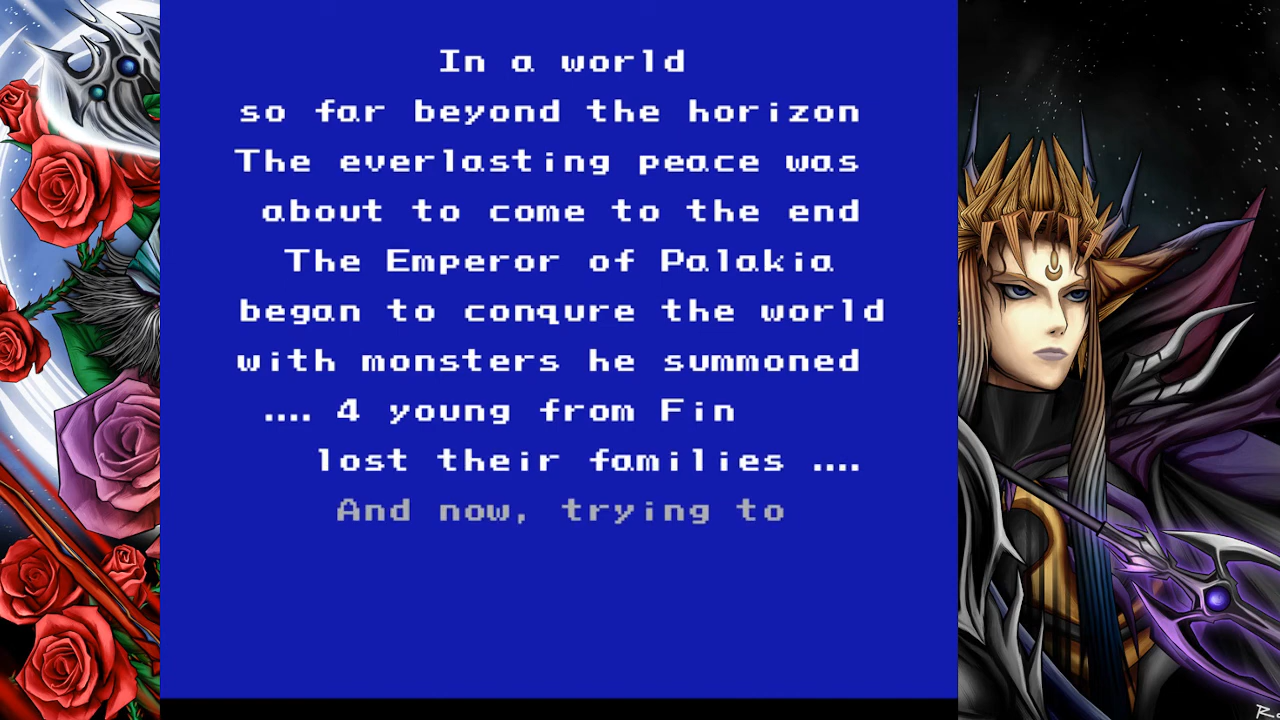 In a world
so far beyond the horizon
The everlasting peace was
about to come to the end
The Emperor of Palakia
began to conqure the world
with monsters he summoned
.... 4 young from Fin
lost their families ....
And now, trying to